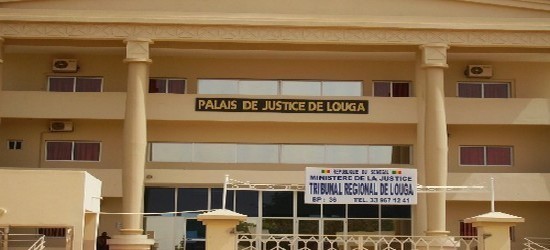 PALAIS DE JUSTICE DE LOUGA
REPUBLIQUE DU SENEGAL
MINISTERE DE LA JUSTICE
TRIBUNAL REGIONAL DE LOUGA
BP : 36 TEL. 33 967 12 41